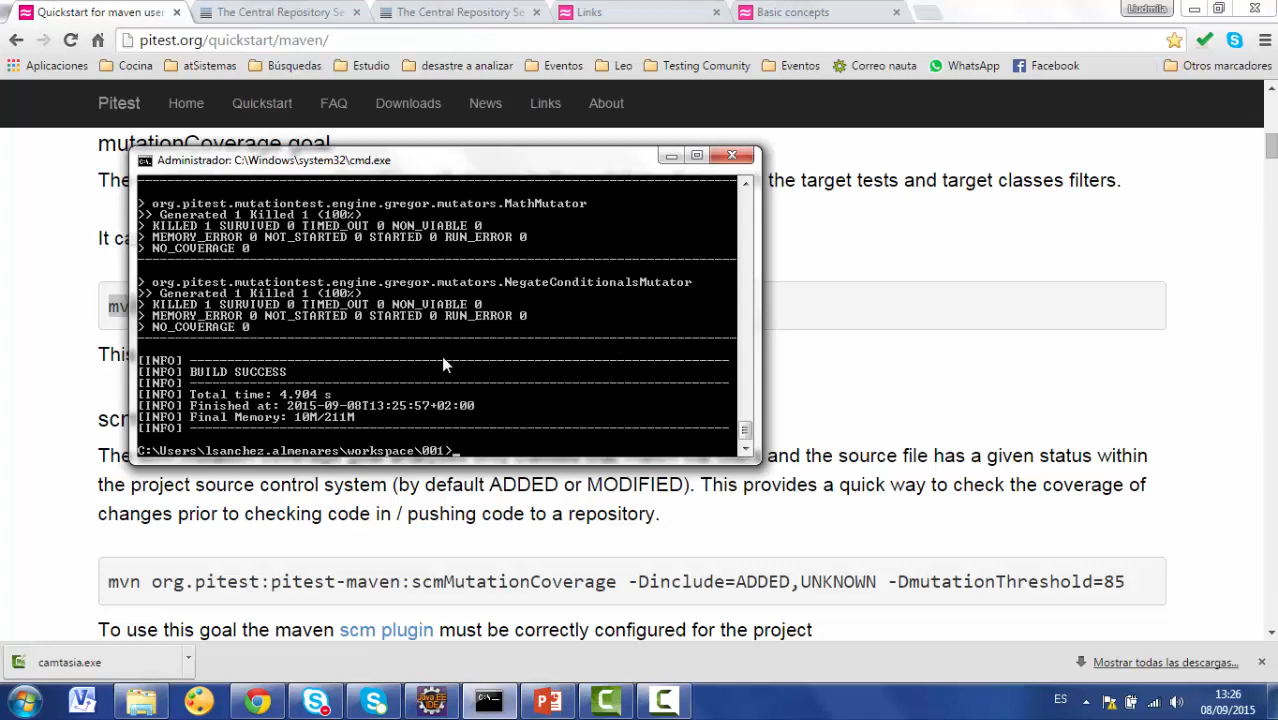 Quickstart for maven user
The Central Repository Se
The Central Repository Se
Links
Basic concepts
liudmila
pitest.org/quickstart/maven/
Aplicaciones Cocina atSistemas Búsquedas Estudio desastre a analizar Eventos Leo Testing Comunity Eventos Correo nauta WhatsApp Facebook Otros marcadores
Pitest Home Quickstart FAQ Downloads News Links About
mutationCoverage goal
The the target tests and target classes filters.
It ca
mv
This
scm
Administrador: C:\Windows\system32\cmd.exe
--------------------------------------------------------------------------------
> org.pitest.mutationtest.engine.gregor.mutators.MathMutator
>> Generated 1 Killed 1 (100%)
> KILLED 1 SURVIVED 0 TIMED_OUT 0 NON_VIABLE 0
> MEMORY_ERROR 0 NOT_STARTED 0 STARTED 0 RUN_ERROR 0
> NO_COVERAGE 0
--------------------------------------------------------------------------------
> org.pitest.mutationtest.engine.gregor.mutators.NegateConditionalsMutator
>> Generated 1 Killed 1 (100%)
> KILLED 1 SURVIVED 0 TIMED_OUT 0 NON_VIABLE 0
> MEMORY_ERROR 0 NOT_STARTED 0 STARTED 0 RUN_ERROR 0
> NO_COVERAGE 0
--------------------------------------------------------------------------------
[INFO] ------------------------------------------------------------------------
[INFO] BUILD SUCCESS
[INFO] ------------------------------------------------------------------------
[INFO] Total time: 4.904 s
[INFO] Finished at: 2015-09-08T13:25:57+02:00
[INFO] Final Memory: 10M/211M
[INFO] ------------------------------------------------------------------------
C:\Users\lsanchez.almenares\workspace\001>_
The and the source file has a given status within
the project source control system (by default ADDED or MODIFIED). This provides a quick way to check the coverage of
changes prior to checking code in / pushing code to a repository.
mvn org.pitest:pitest-maven:scmMutationCoverage -Dinclude=ADDED,UNKNOWN -DmutationThreshold=85
To use this goal the maven scm plugin must be correctly configured for the project
camtasia.exe
Mostrar todas las descargas...
ES
13:26
08/09/2015